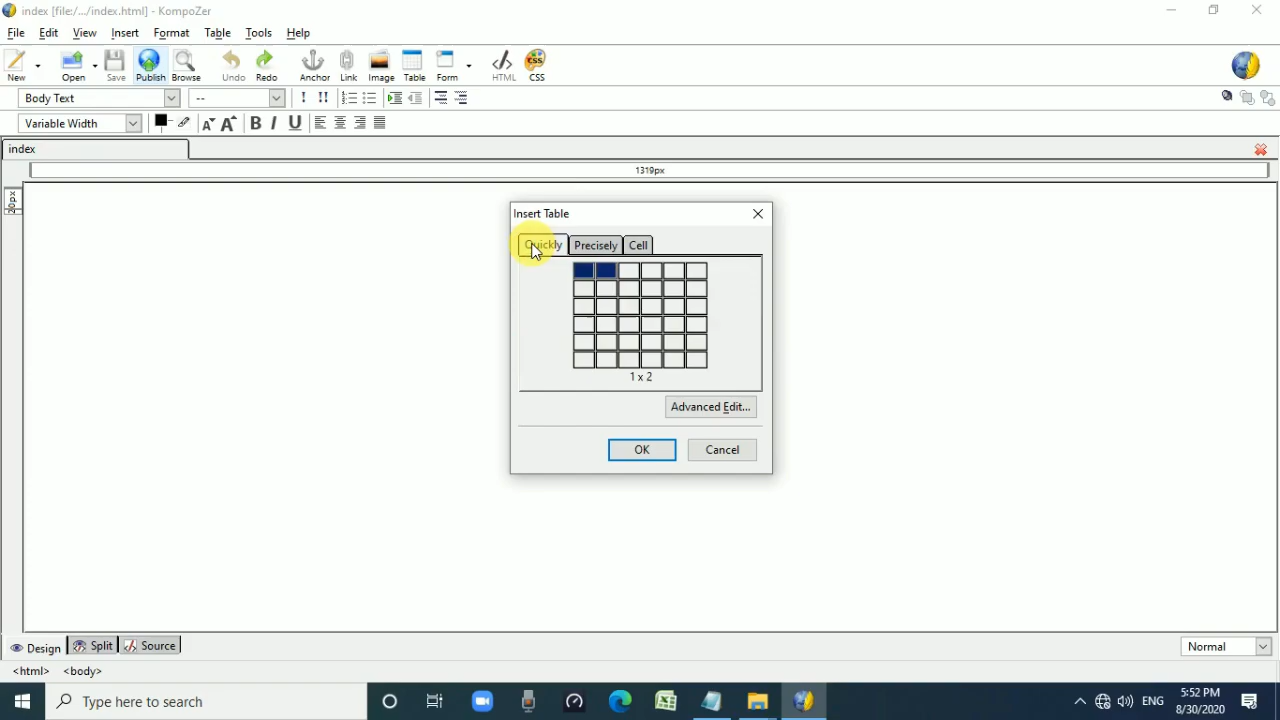 index [file:/.../index.html] - KompoZer
File Edit View Insert Format Table Tools Help
New Open Save Publish Browse Undo Redo Anchor Link Image Table Form HTML CSS
Body Text --
Variable Width B I U
index
1319px
20px
Insert Table
Quickly Precisely Cell
1 x 2
Advanced Edit...
OK Cancel
Design Split Source Normal
<html> <body>
Type here to search ENG 5:52 PM
8/30/2020